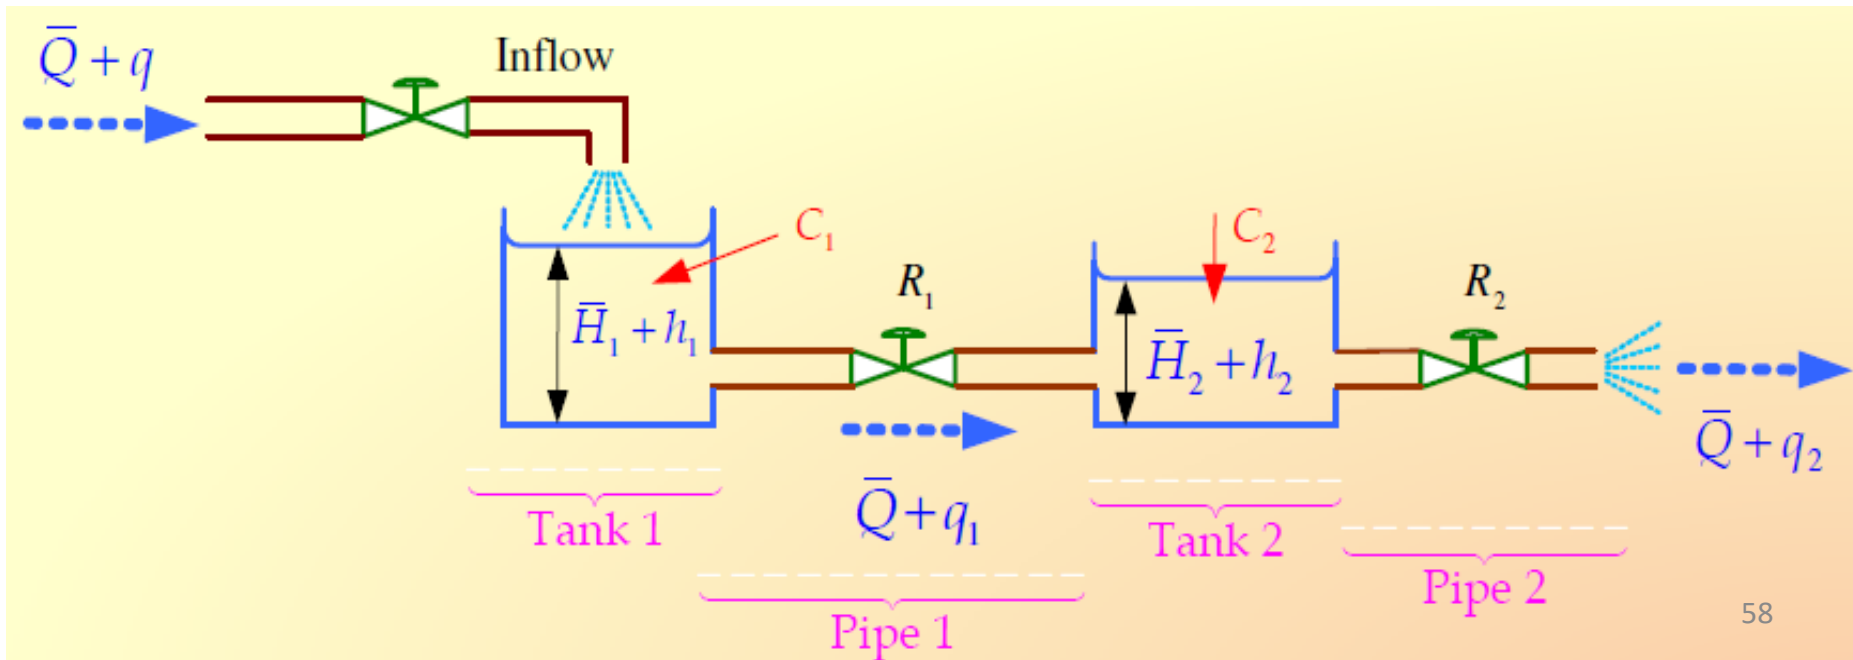 Q̅ + q
Inflow
C₁
C₂
R₁
R₂
H̅₁ + h₁
H̅₂ + h₂
Q̅ + q₁
Q̅ + q₂
Tank 1
Tank 2
Pipe 1
Pipe 2
58